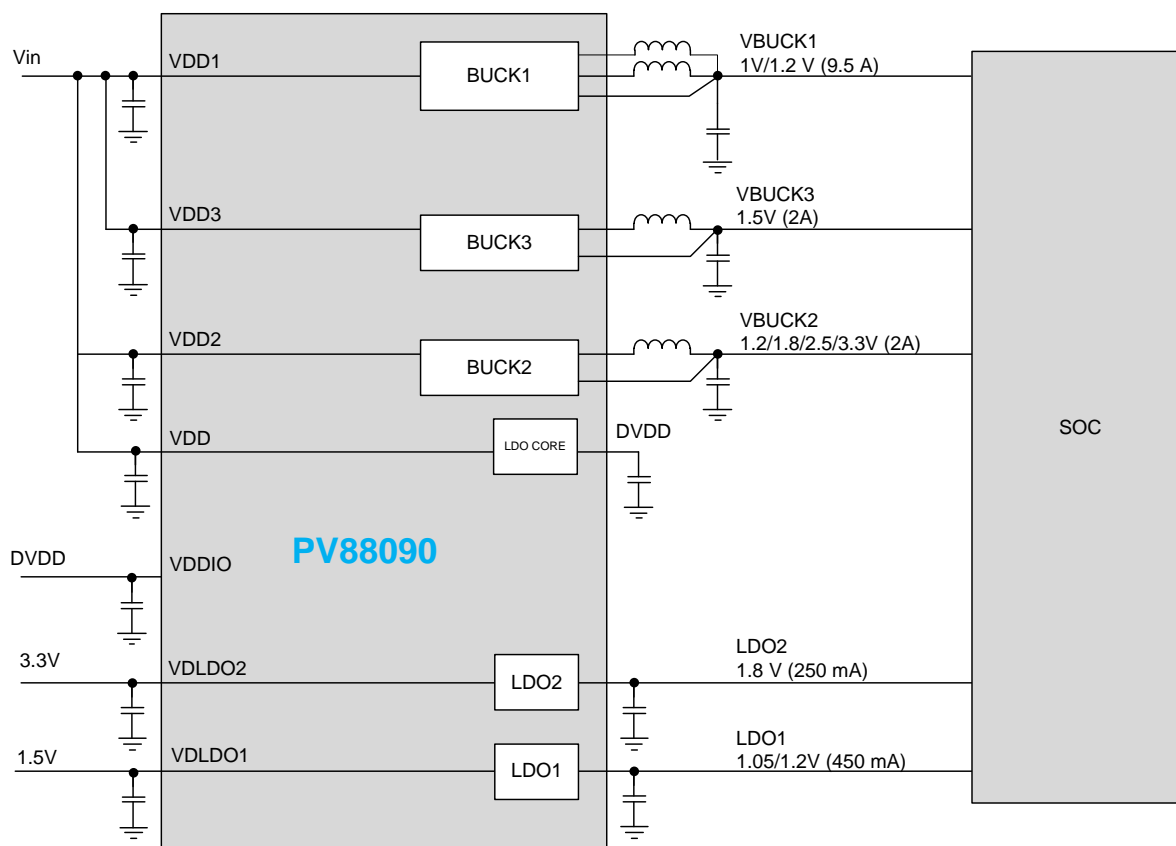 Vin
VDD1
BUCK1
VBUCK1
1V/1.2 V (9.5 A)
VDD3
BUCK3
VBUCK3
1.5V (2A)
VDD2
BUCK2
VBUCK2
1.2/1.8/2.5/3.3V (2A)
VDD
LDO CORE
DVDD
SOC
PV88090
DVDD
VDDIO
3.3V
VDLDO2
LDO2
LDO2
1.8 V (250 mA)
1.5V
VDLDO1
LDO1
LDO1
1.05/1.2V (450 mA)